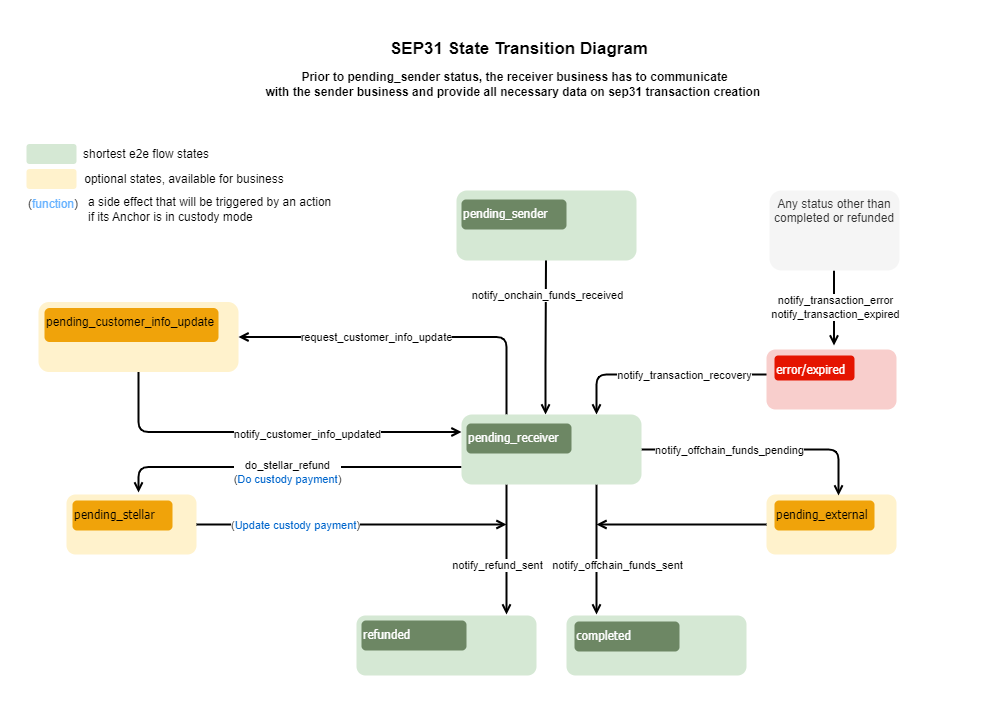 SEP31 State Transition Diagram
Prior to pending_sender status, the receiver business has to communicate
with the sender business and provide all necessary data on sep31 transaction creation
shortest e2e flow states
optional states, available for business
(function)
a side effect that will be triggered by an action
if its Anchor is in custody mode
pending_sender
Any status other than
completed or refunded
notify_onchain_funds_received
notify_transaction_error
notify_transaction_expired
pending_customer_info_update
request_customer_info_update
error/expired
notify_transaction_recovery
notify_customer_info_updated
pending_receiver
notify_offchain_funds_pending
do_stellar_refund
(Do custody payment)
pending_stellar
(Update custody payment)
pending_external
notify_refund_sent
notify_offchain_funds_sent
refunded
completed